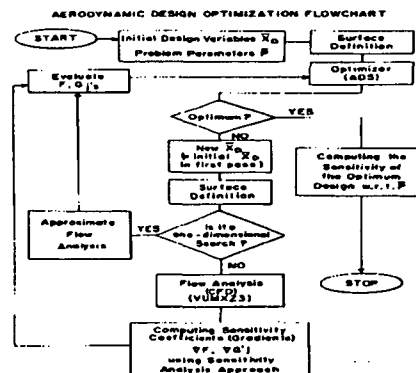 AERODYNAMIC DESIGN OPTIMIZATION FLOWCHART
START
Initial Design Variables X̄D
Problem Parameters P̄
Surface
Definition
Evaluate
F, Gj's
Optimizer
(ADS)
Optimum?
YES
NO
New X̄D
(= Initial X̄D
in first pass)
Computing the
Sensitivity
of the Optimum
Design w.r.t. P̄
Surface
Definition
Approximate
Flow
Analysis
YES
Is it a
one-dimensional
Search?
NO
Flow Analysis
(CFD)
(VUMXZ3)
STOP
Computing Sensitivity
Coefficients (Gradients)
∇F, ∇Gj
using Sensitivity
Analysis Approach